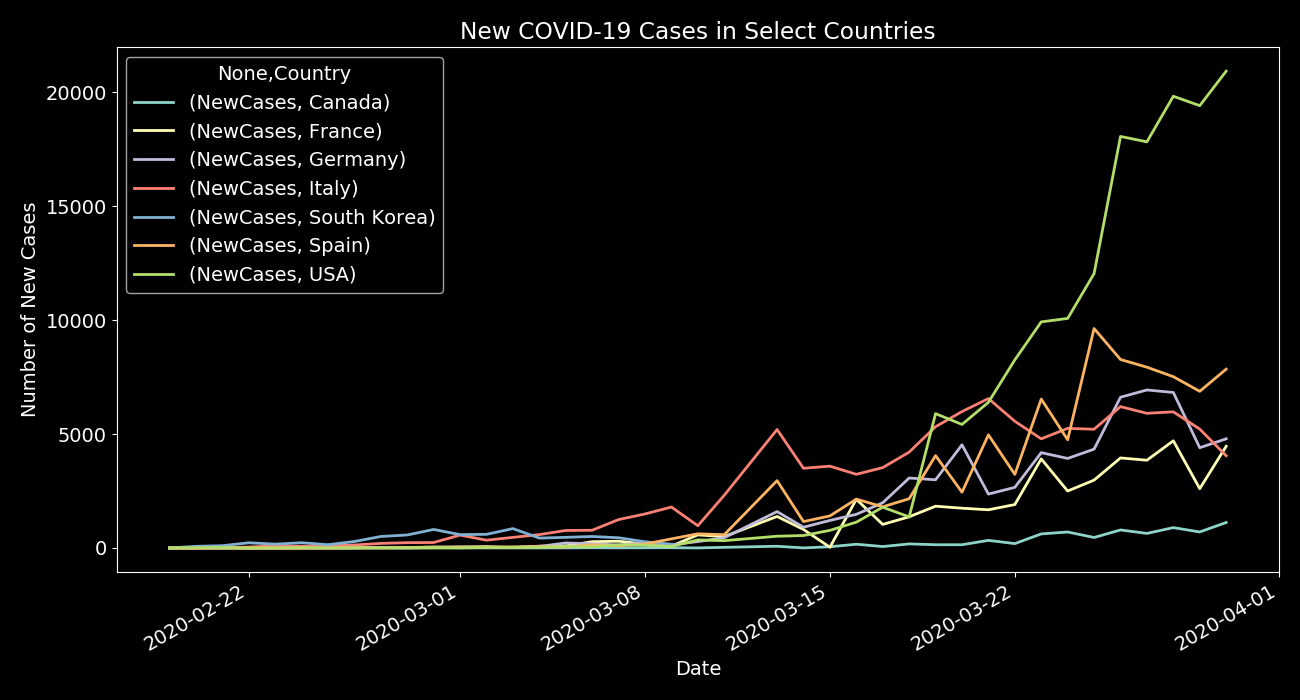 New COVID-19 Cases in Select Countries
None,Country
(NewCases, Canada)
(NewCases, France)
(NewCases, Germany)
(NewCases, Italy)
(NewCases, South Korea)
(NewCases, Spain)
(NewCases, USA)
Number of New Cases
20000
15000
10000
5000
0
2020-02-22
2020-03-01
2020-03-08
2020-03-15
2020-03-22
2020-04-01
Date